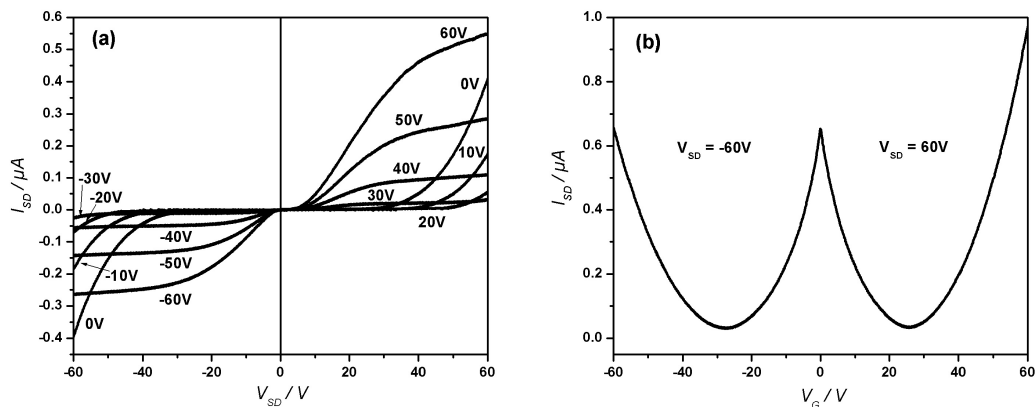 (a)
0.6
0.5
0.4
0.3
0.2
0.1
0.0
-0.1
-0.2
-0.3
-0.4
I_SD / µA
60V
0V
50V
10V
40V
30V
20V
-30V
-20V
-40V
-10V
-50V
-60V
0V
-60 -40 -20 0 20 40 60
V_SD / V
(b)
1.0
0.8
0.6
0.4
0.2
0.0
I_SD / µA
V_SD = -60V
V_SD = 60V
-60 -40 -20 0 20 40 60
V_G / V